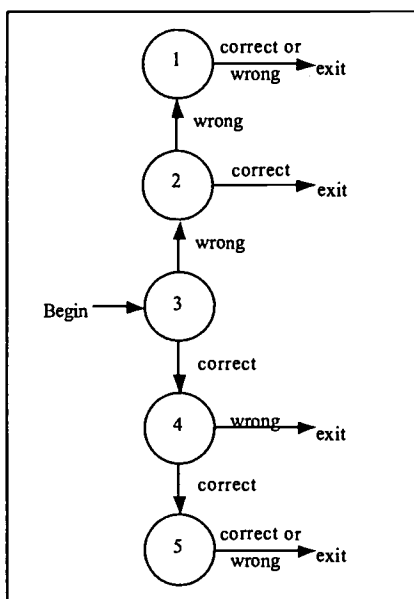 1
correct or
wrong
exit
wrong
2
correct
exit
wrong
Begin
3
correct
4
wrong
exit
correct
5
correct or
wrong
exit